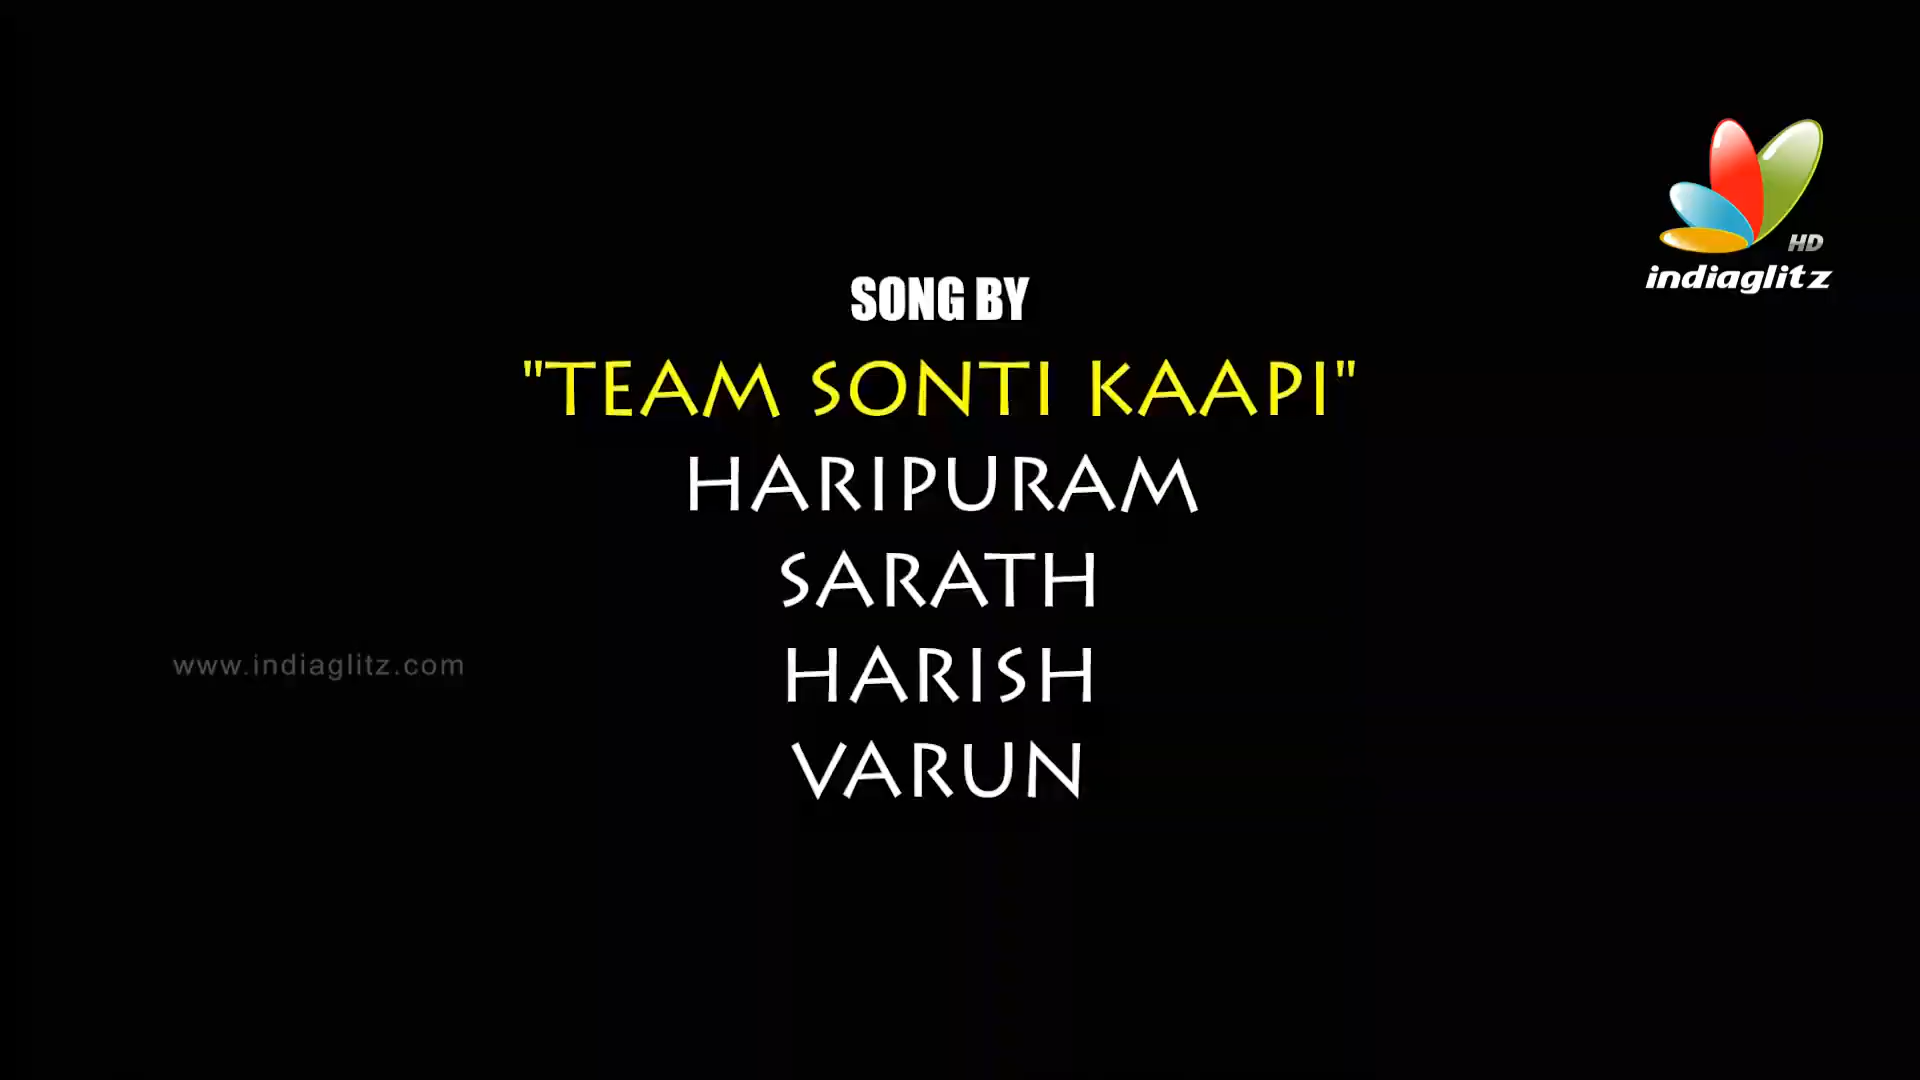 HD
indiaglitz
SONG BY
"TEAM SONTI KAAPI"
HARIPURAM
SARATH
HARISH
VARUN
www.indiaglitz.com